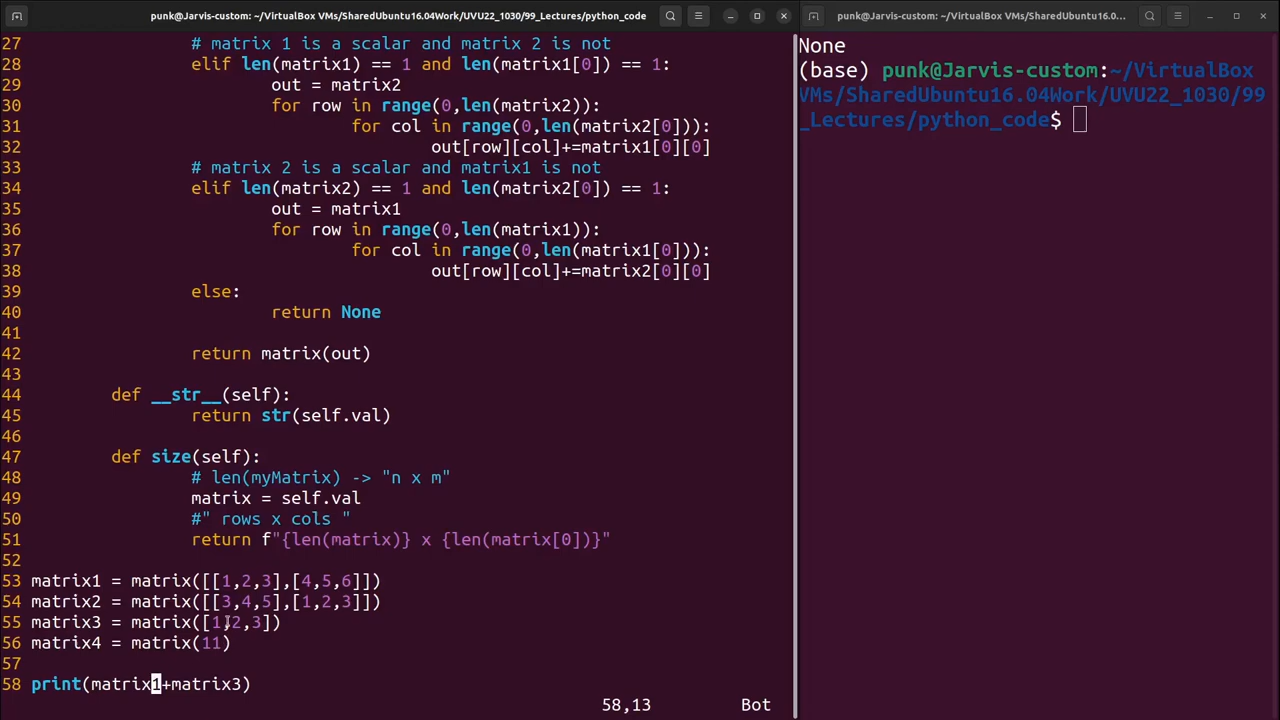 punk@Jarvis-custom: ~/VirtualBox VMs/SharedUbuntu16.04Work/UVU22_1030/99_Lectures/python_code
27 # matrix 1 is a scalar and matrix 2 is not
28 elif len(matrix1) == 1 and len(matrix1[0]) == 1:
29 out = matrix2
30 for row in range(0,len(matrix2)):
31 for col in range(0,len(matrix2[0])):
32 out[row][col]+=matrix1[0][0]
33 # matrix 2 is a scalar and matrix1 is not
34 elif len(matrix2) == 1 and len(matrix2[0]) == 1:
35 out = matrix1
36 for row in range(0,len(matrix1)):
37 for col in range(0,len(matrix1[0])):
38 out[row][col]+=matrix2[0][0]
39 else:
40 return None
41
42 return matrix(out)
43
44 def __str__(self):
45 return str(self.val)
46
47 def size(self):
48 # len(myMatrix) -> "n x m"
49 matrix = self.val
50 #" rows x cols "
51 return f"{len(matrix)} x {len(matrix[0])}"
52
53 matrix1 = matrix([[1,2,3],[4,5,6]])
54 matrix2 = matrix([[3,4,5],[1,2,3]])
55 matrix3 = matrix([1,2,3])
56 matrix4 = matrix(11)
57
58 print(matrix1+matrix3)
58,13 Bot
punk@Jarvis-custom: ~/VirtualBox VMs/SharedUbuntu16.0...
None
(base) punk@Jarvis-custom:~/VirtualBox
VMs/SharedUbuntu16.04Work/UVU22_1030/99
_Lectures/python_code$